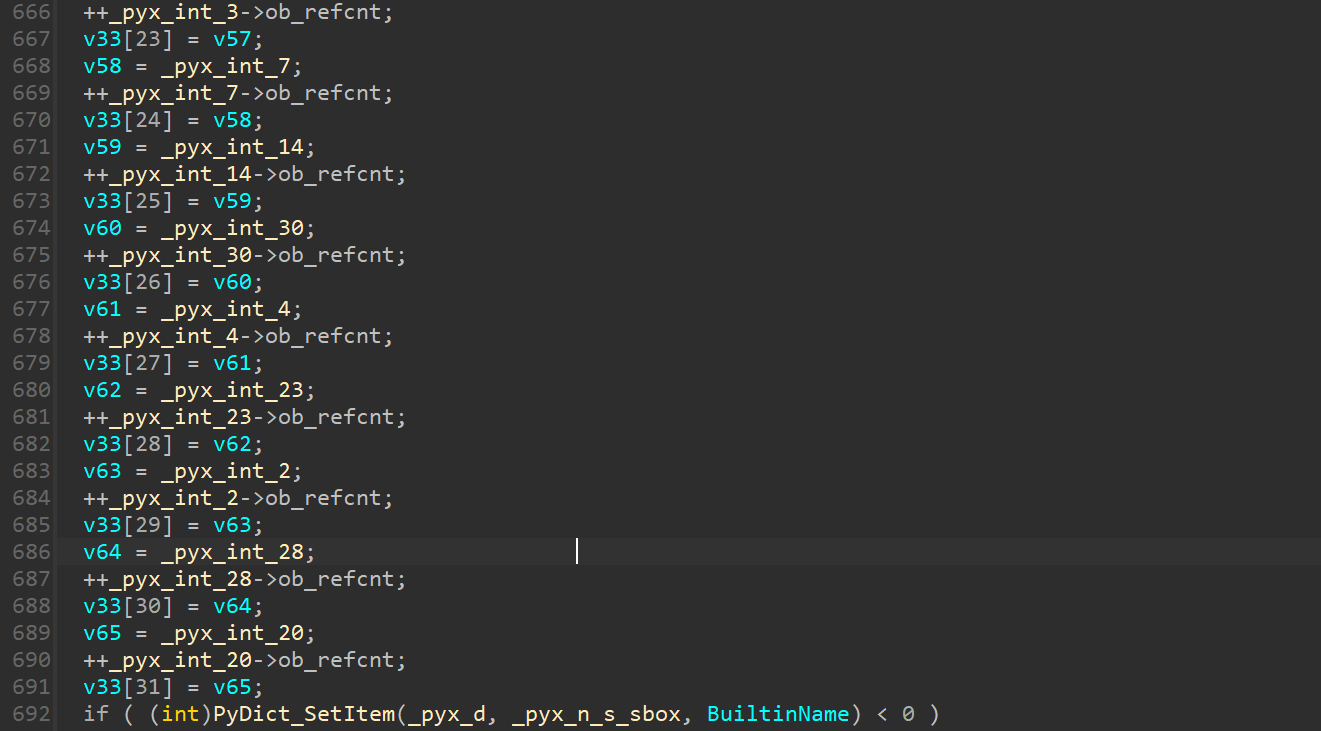 666 ++_pyx_int_3->ob_refcnt;
667 v33[23] = v57;
668 v58 = _pyx_int_7;
669 ++_pyx_int_7->ob_refcnt;
670 v33[24] = v58;
671 v59 = _pyx_int_14;
672 ++_pyx_int_14->ob_refcnt;
673 v33[25] = v59;
674 v60 = _pyx_int_30;
675 ++_pyx_int_30->ob_refcnt;
676 v33[26] = v60;
677 v61 = _pyx_int_4;
678 ++_pyx_int_4->ob_refcnt;
679 v33[27] = v61;
680 v62 = _pyx_int_23;
681 ++_pyx_int_23->ob_refcnt;
682 v33[28] = v62;
683 v63 = _pyx_int_2;
684 ++_pyx_int_2->ob_refcnt;
685 v33[29] = v63;
686 v64 = _pyx_int_28;
687 ++_pyx_int_28->ob_refcnt;
688 v33[30] = v64;
689 v65 = _pyx_int_20;
690 ++_pyx_int_20->ob_refcnt;
691 v33[31] = v65;
692 if ( (int)PyDict_SetItem(_pyx_d, _pyx_n_s_sbox, BuiltinName) < 0 )